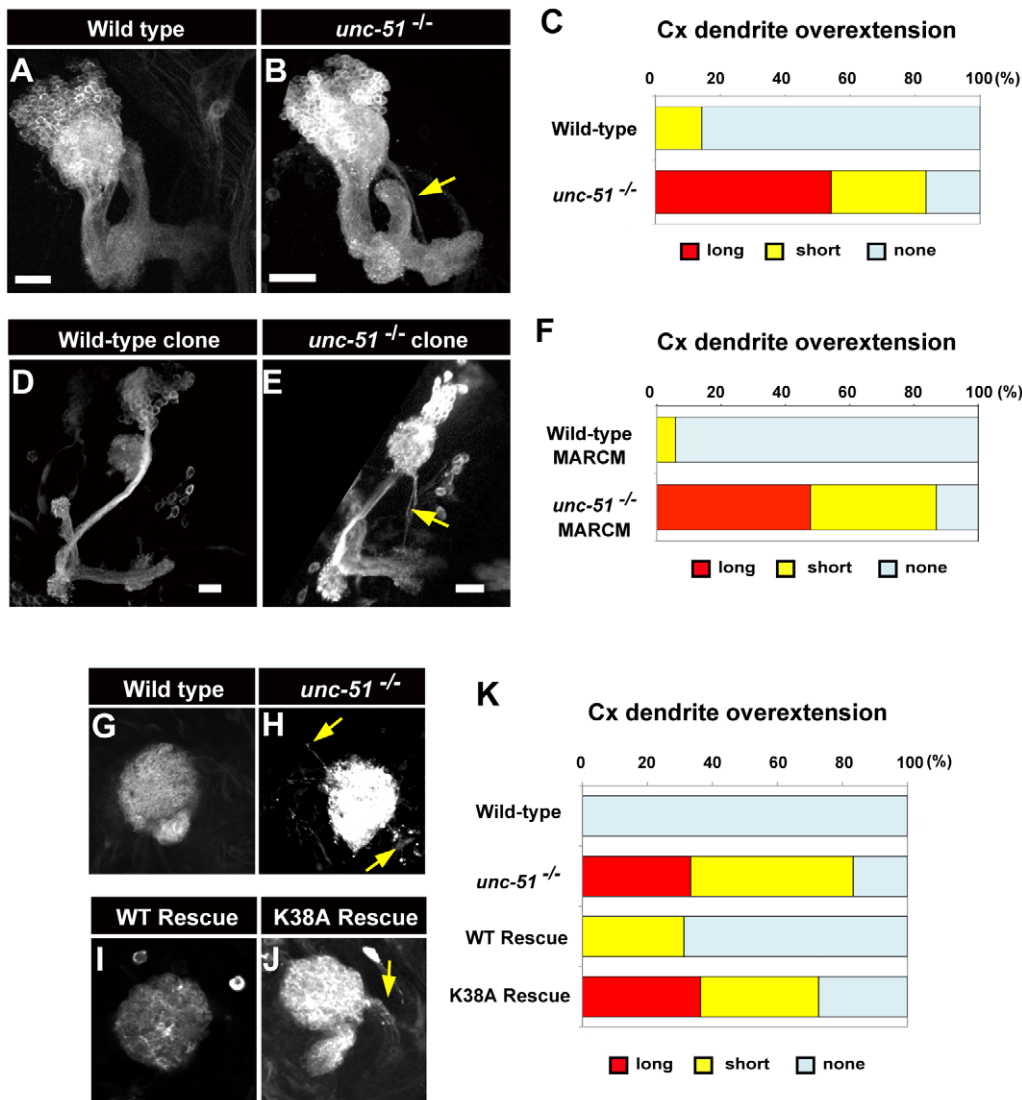 Wild type
unc-51 -/-
A
B
C
Cx dendrite overextension
0 20 40 60 80 100 (%)
Wild-type
unc-51 -/-
long short none
Wild-type clone
unc-51 -/- clone
D
E
F
Cx dendrite overextension
0 20 40 60 80 100 (%)
Wild-type
MARCM
unc-51 -/-
MARCM
long short none
Wild type
unc-51 -/-
G
H
WT Rescue
K38A Rescue
I
J
K
Cx dendrite overextension
0 20 40 60 80 100 (%)
Wild-type
unc-51 -/-
WT Rescue
K38A Rescue
long short none